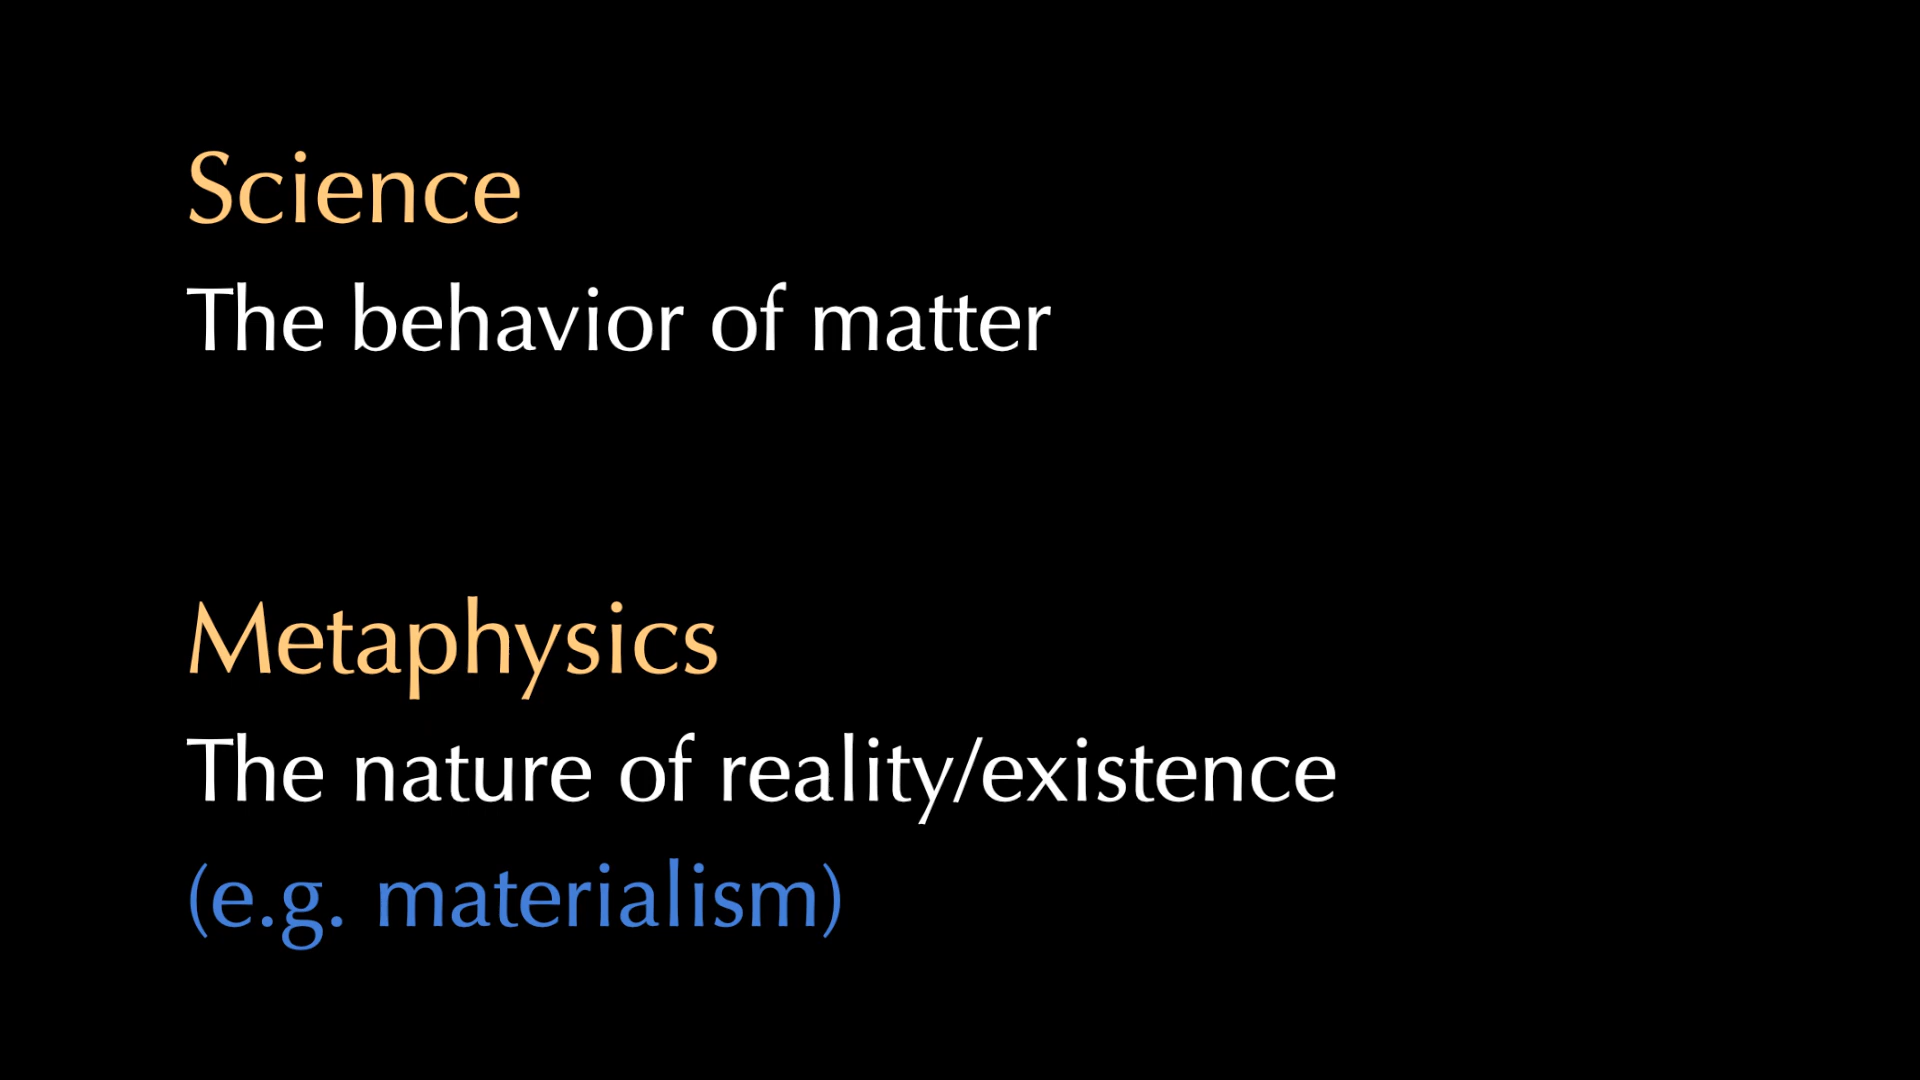 Science
The behavior of matter
Metaphysics
The nature of reality/existence
(e.g. materialism)